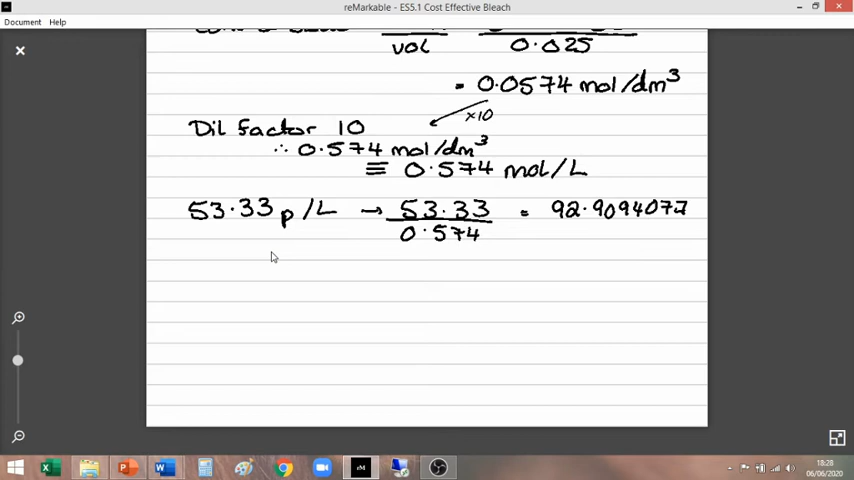 reMarkable - ES5.1 Cost Effective Bleach
Document Help
vol 0.025
= 0.0574 mol/dm³
×10
Dil factor 10
∴ 0.574 mol/dm³
≡ 0.574 mol/L
53.33 p/L → 53.33 / 0.574 = 92.9094077
18:28
06/06/2020